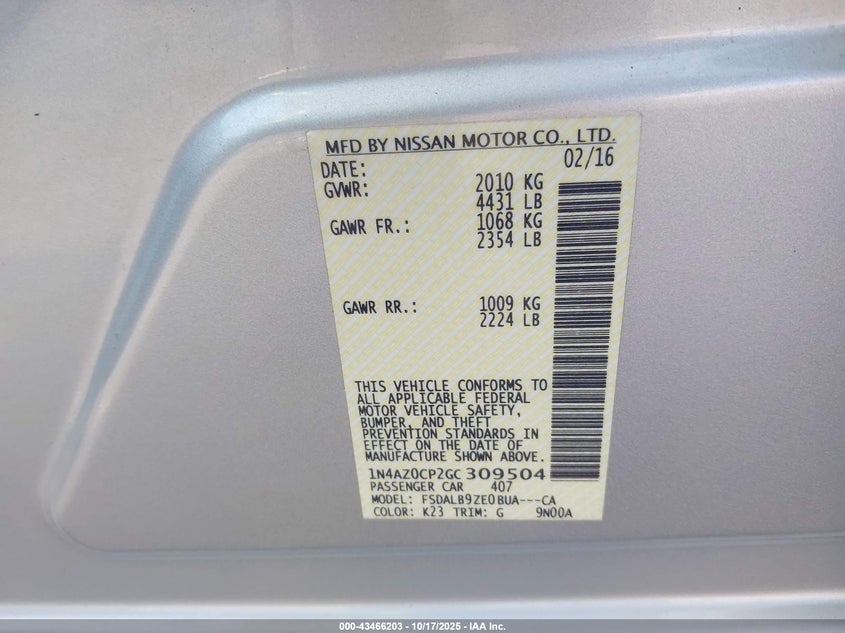 MFD BY NISSAN MOTOR CO., LTD.
DATE: 02/16
GVWR: 2010 KG
4431 LB
GAWR FR.: 1068 KG
2354 LB
GAWR RR.: 1009 KG
2224 LB
THIS VEHICLE CONFORMS TO
ALL APPLICABLE FEDERAL
MOTOR VEHICLE SAFETY,
BUMPER, AND THEFT
PREVENTION STANDARDS IN
EFFECT ON THE DATE OF
MANUFACTURE SHOWN ABOVE.
1N4AZ0CP2GC309504
PASSENGER CAR 407
MODEL: FSDALB9ZE0BUA---CA
COLOR: K23 TRIM: G 9N00A
000-43466203 - 10/17/2025 - IAA Inc.